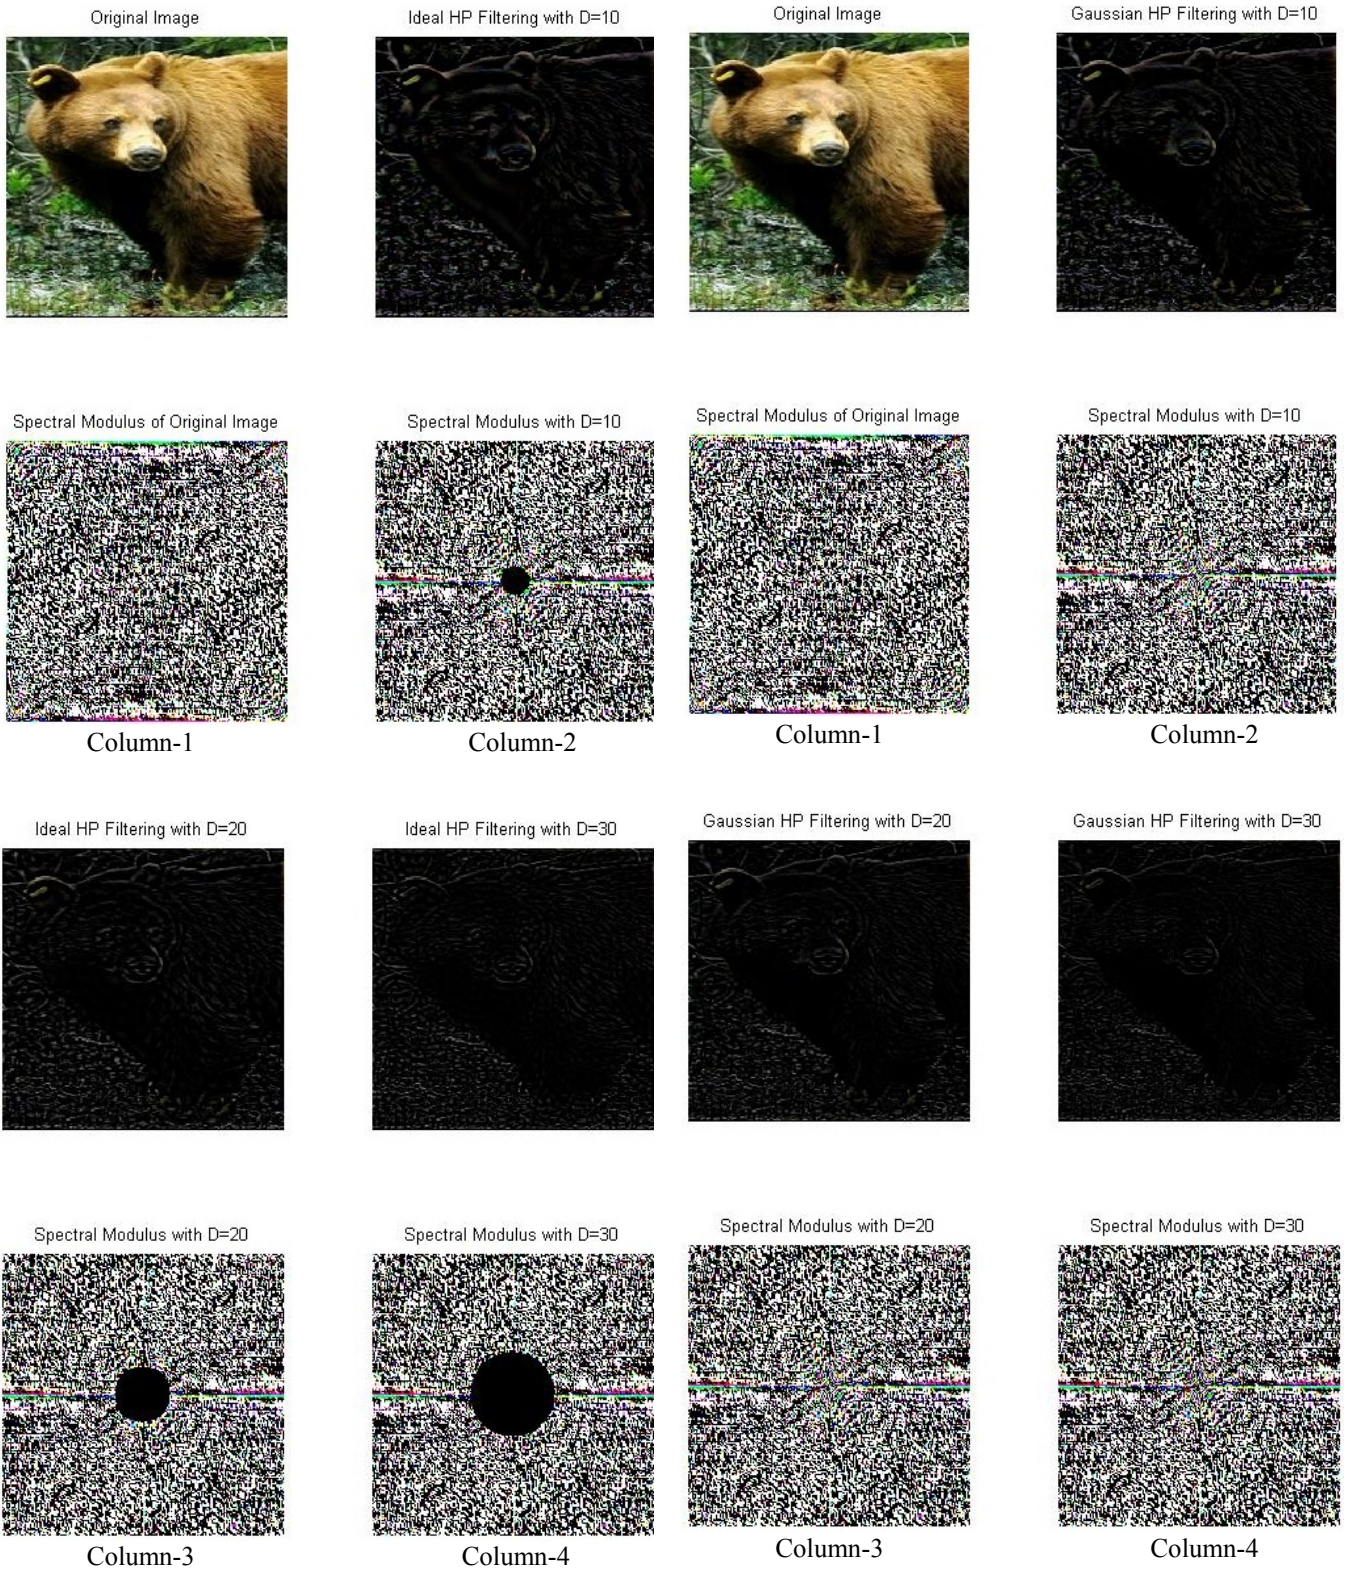 Original Image
Ideal HP Filtering with D=10
Original Image
Gaussian HP Filtering with D=10
Spectral Modulus of Original Image
Spectral Modulus with D=10
Spectral Modulus of Original Image
Spectral Modulus with D=10
Column-1
Column-2
Column-1
Column-2
Ideal HP Filtering with D=20
Ideal HP Filtering with D=30
Gaussian HP Filtering with D=20
Gaussian HP Filtering with D=30
Spectral Modulus with D=20
Spectral Modulus with D=30
Spectral Modulus with D=20
Spectral Modulus with D=30
Column-3
Column-4
Column-3
Column-4